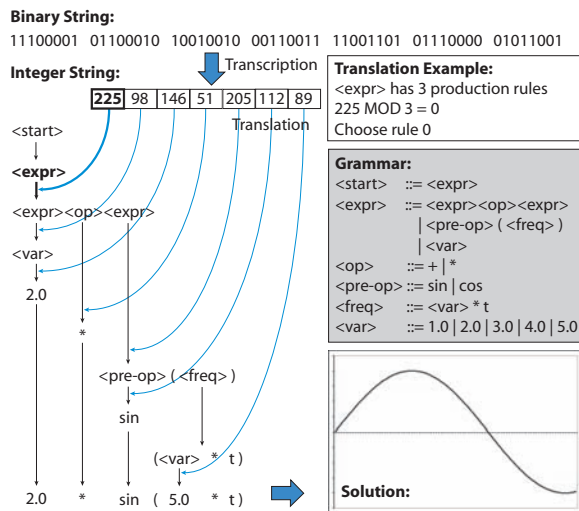 Binary String:
11100001 01100010 10010010 00110011 11001101 01110000 01011001
Integer String:
Transcription
225 98 146 51 205 112 89
Translation
<start>
<expr>
<expr><op><expr>
<var>
2.0
*
<pre-op> ( <freq> )
sin
(<var> * t )
2.0 * sin ( 5.0 * t )
Translation Example:
<expr> has 3 production rules
225 MOD 3 = 0
Choose rule 0
Grammar:
<start> ::= <expr>
<expr> ::= <expr><op><expr>
| <pre-op> ( <freq> )
| <var>
<op> ::= + | *
<pre-op> ::= sin | cos
<freq> ::= <var> * t
<var> ::= 1.0 | 2.0 | 3.0 | 4.0 | 5.0
Solution: